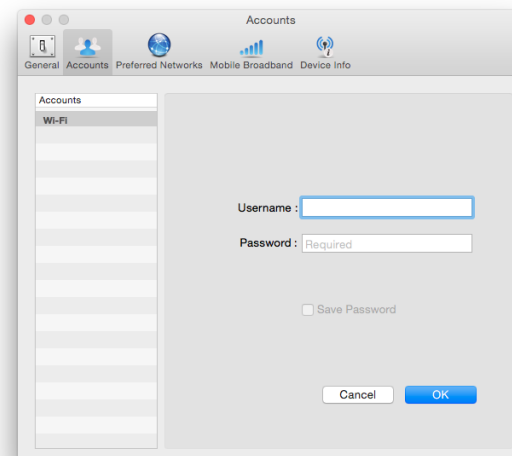 Accounts
General Accounts Preferred Networks Mobile Broadband Device Info
Accounts
Wi-Fi
Username :
Password : Required
Save Password
Cancel OK